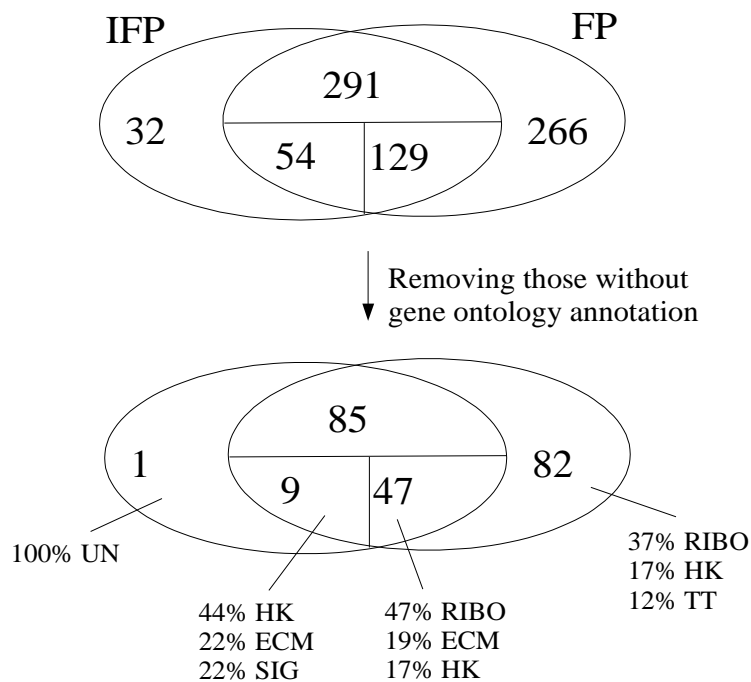 IFP FP
291
32 266
54 129
Removing those without
gene ontology annotation
85
1 82
9 47
100% UN
37% RIBO
17% HK
12% TT
44% HK
22% ECM
22% SIG
47% RIBO
19% ECM
17% HK